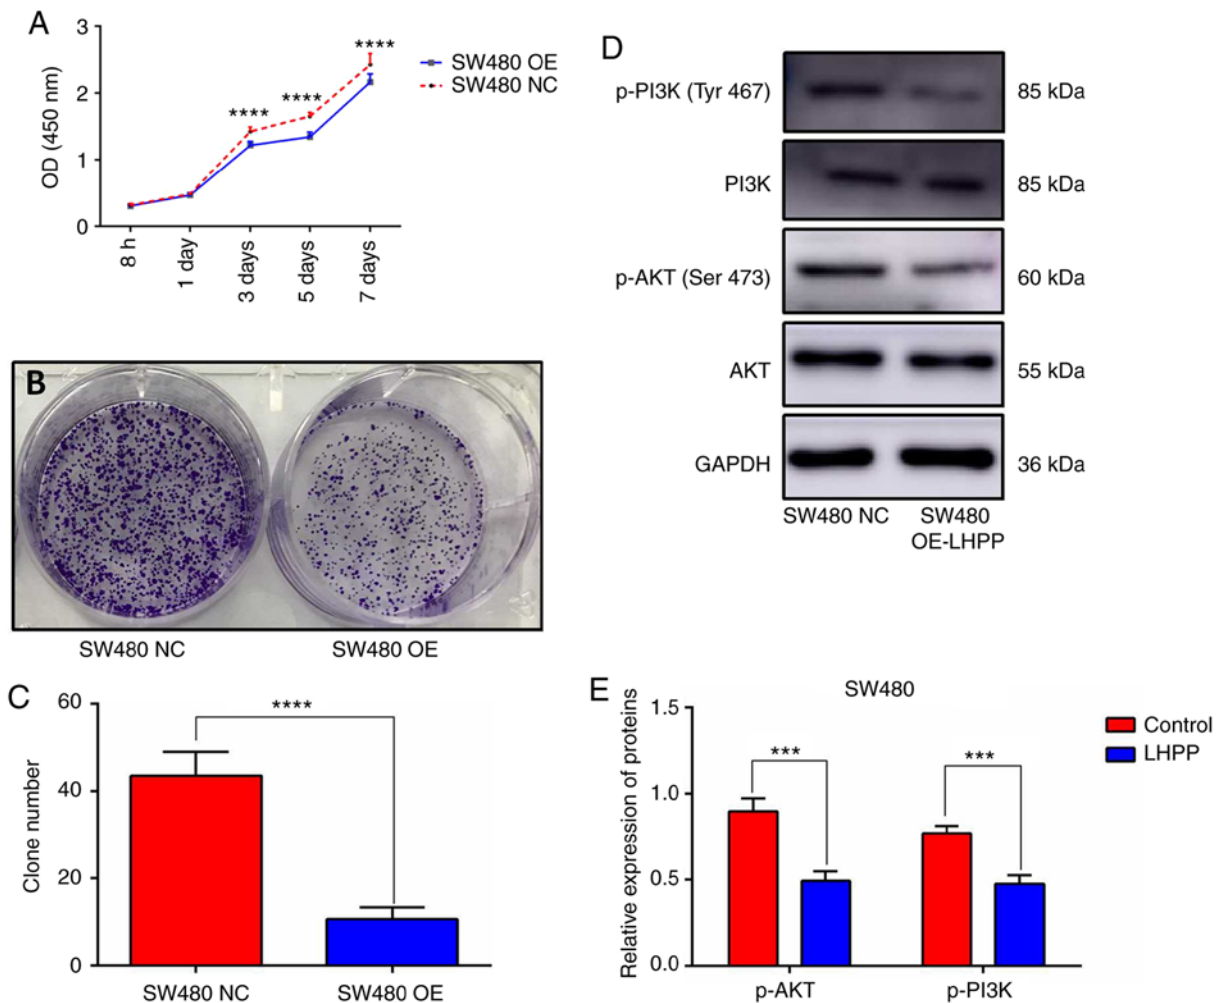 A
3
2
1
0
OD (450 nm)
8 h
1 day
3 days
5 days
7 days
****
****
****
SW480 OE
SW480 NC
B
SW480 NC
SW480 OE
C
60
40
20
0
Clone number
****
SW480 NC
SW480 OE
D
p-PI3K (Tyr 467)
85 kDa
PI3K
85 kDa
p-AKT (Ser 473)
60 kDa
AKT
55 kDa
GAPDH
36 kDa
SW480 NC
SW480
OE-LHPP
E
SW480
1.5
1.0
0.5
0.0
Relative expression of proteins
***
***
p-AKT
p-PI3K
Control
LHPP